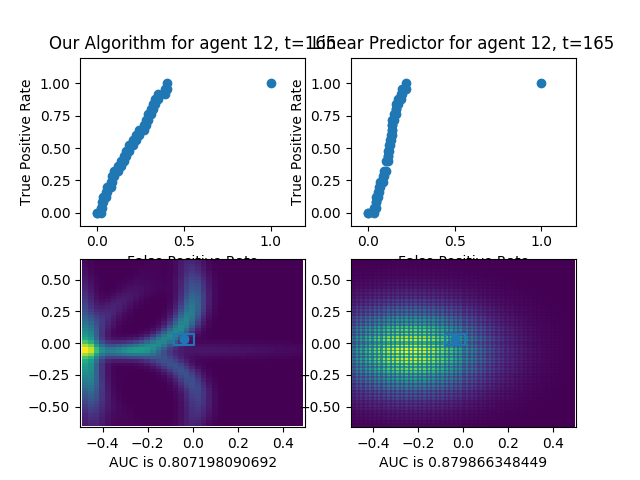 Our Algorithm for agent 12, t=165
Linear Predictor for agent 12, t=165
True Positive Rate
1.00
0.75
0.50
0.25
0.00
0.0 0.5 1.0
False Positive Rate
True Positive Rate
1.00
0.75
0.50
0.25
0.00
0.0 0.5 1.0
False Positive Rate
0.50
0.25
0.00
−0.25
−0.50
−0.4 −0.2 0.0 0.2 0.4
AUC is 0.807198090692
0.50
0.25
0.00
−0.25
−0.50
−0.4 −0.2 0.0 0.2 0.4
AUC is 0.879866348449